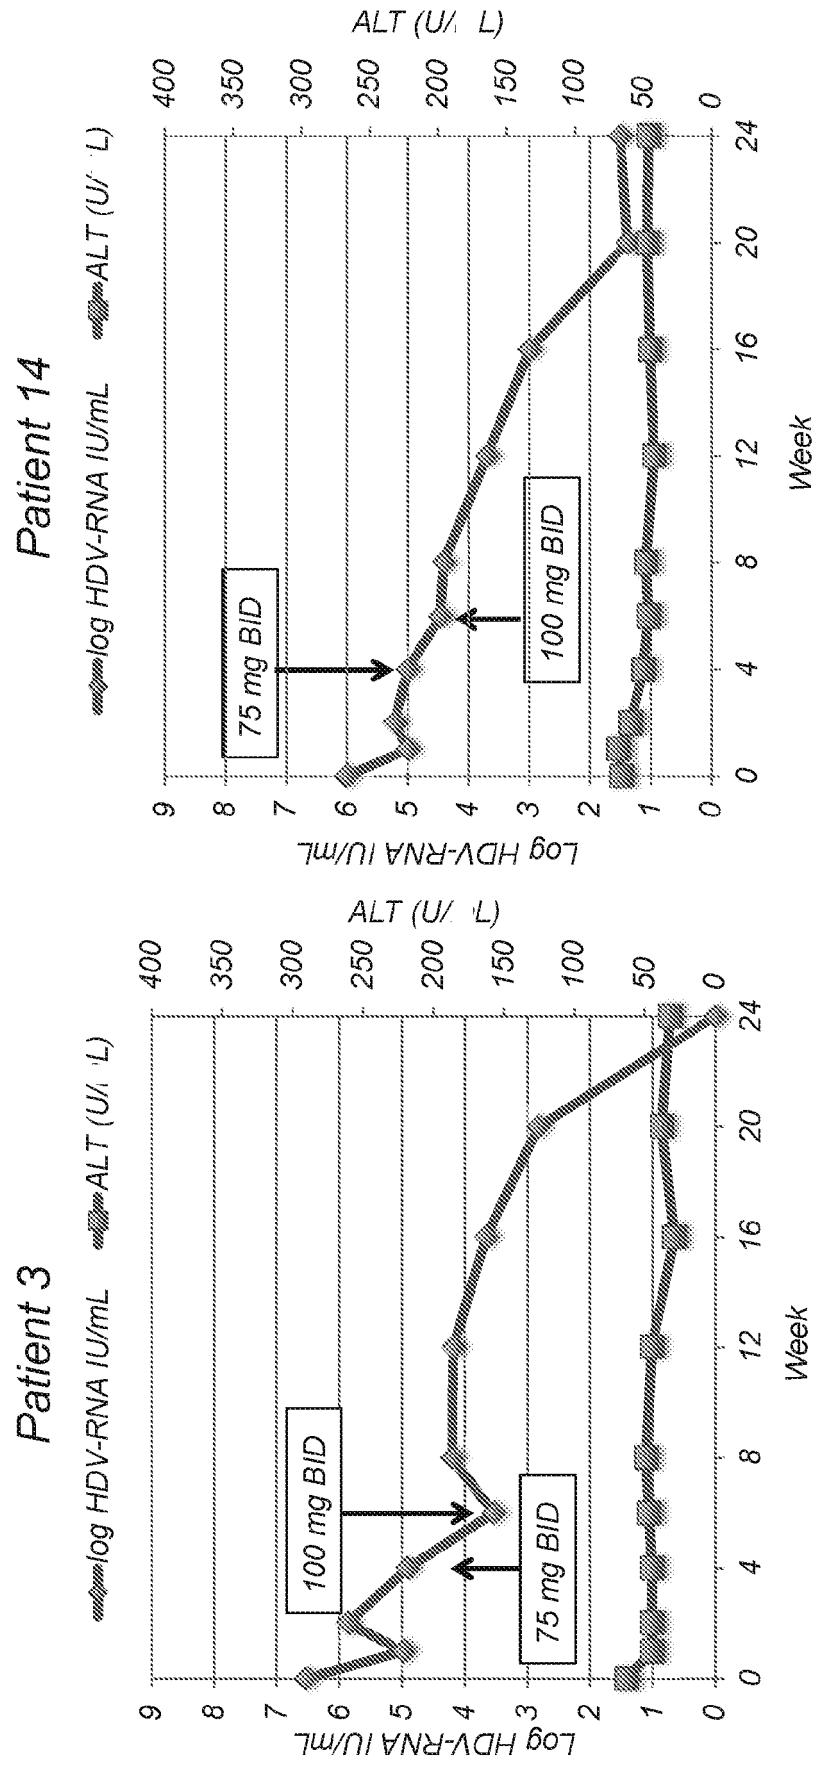 Patient 3
log HDV-RNA IU/mL ALT (U/ L)
Log HDV-RNA IU/mL
9
8
7
6
5
4
3
2
1
0
100 mg BID
75 mg BID
400
350
300
280
250
200
150
100
50
0
ALT (U/ L)
0 4 8 12 16 20 24
Week
Patient 14
log HDV-RNA IU/mL ALT (U/ L)
Log HDV-RNA IU/mL
9
8
7
6
5
4
3
2
1
0
75 mg BID
100 mg BID
400
350
300
250
200
150
100
50
0
ALT (U/ L)
0 4 8 12 16 20 24
Week